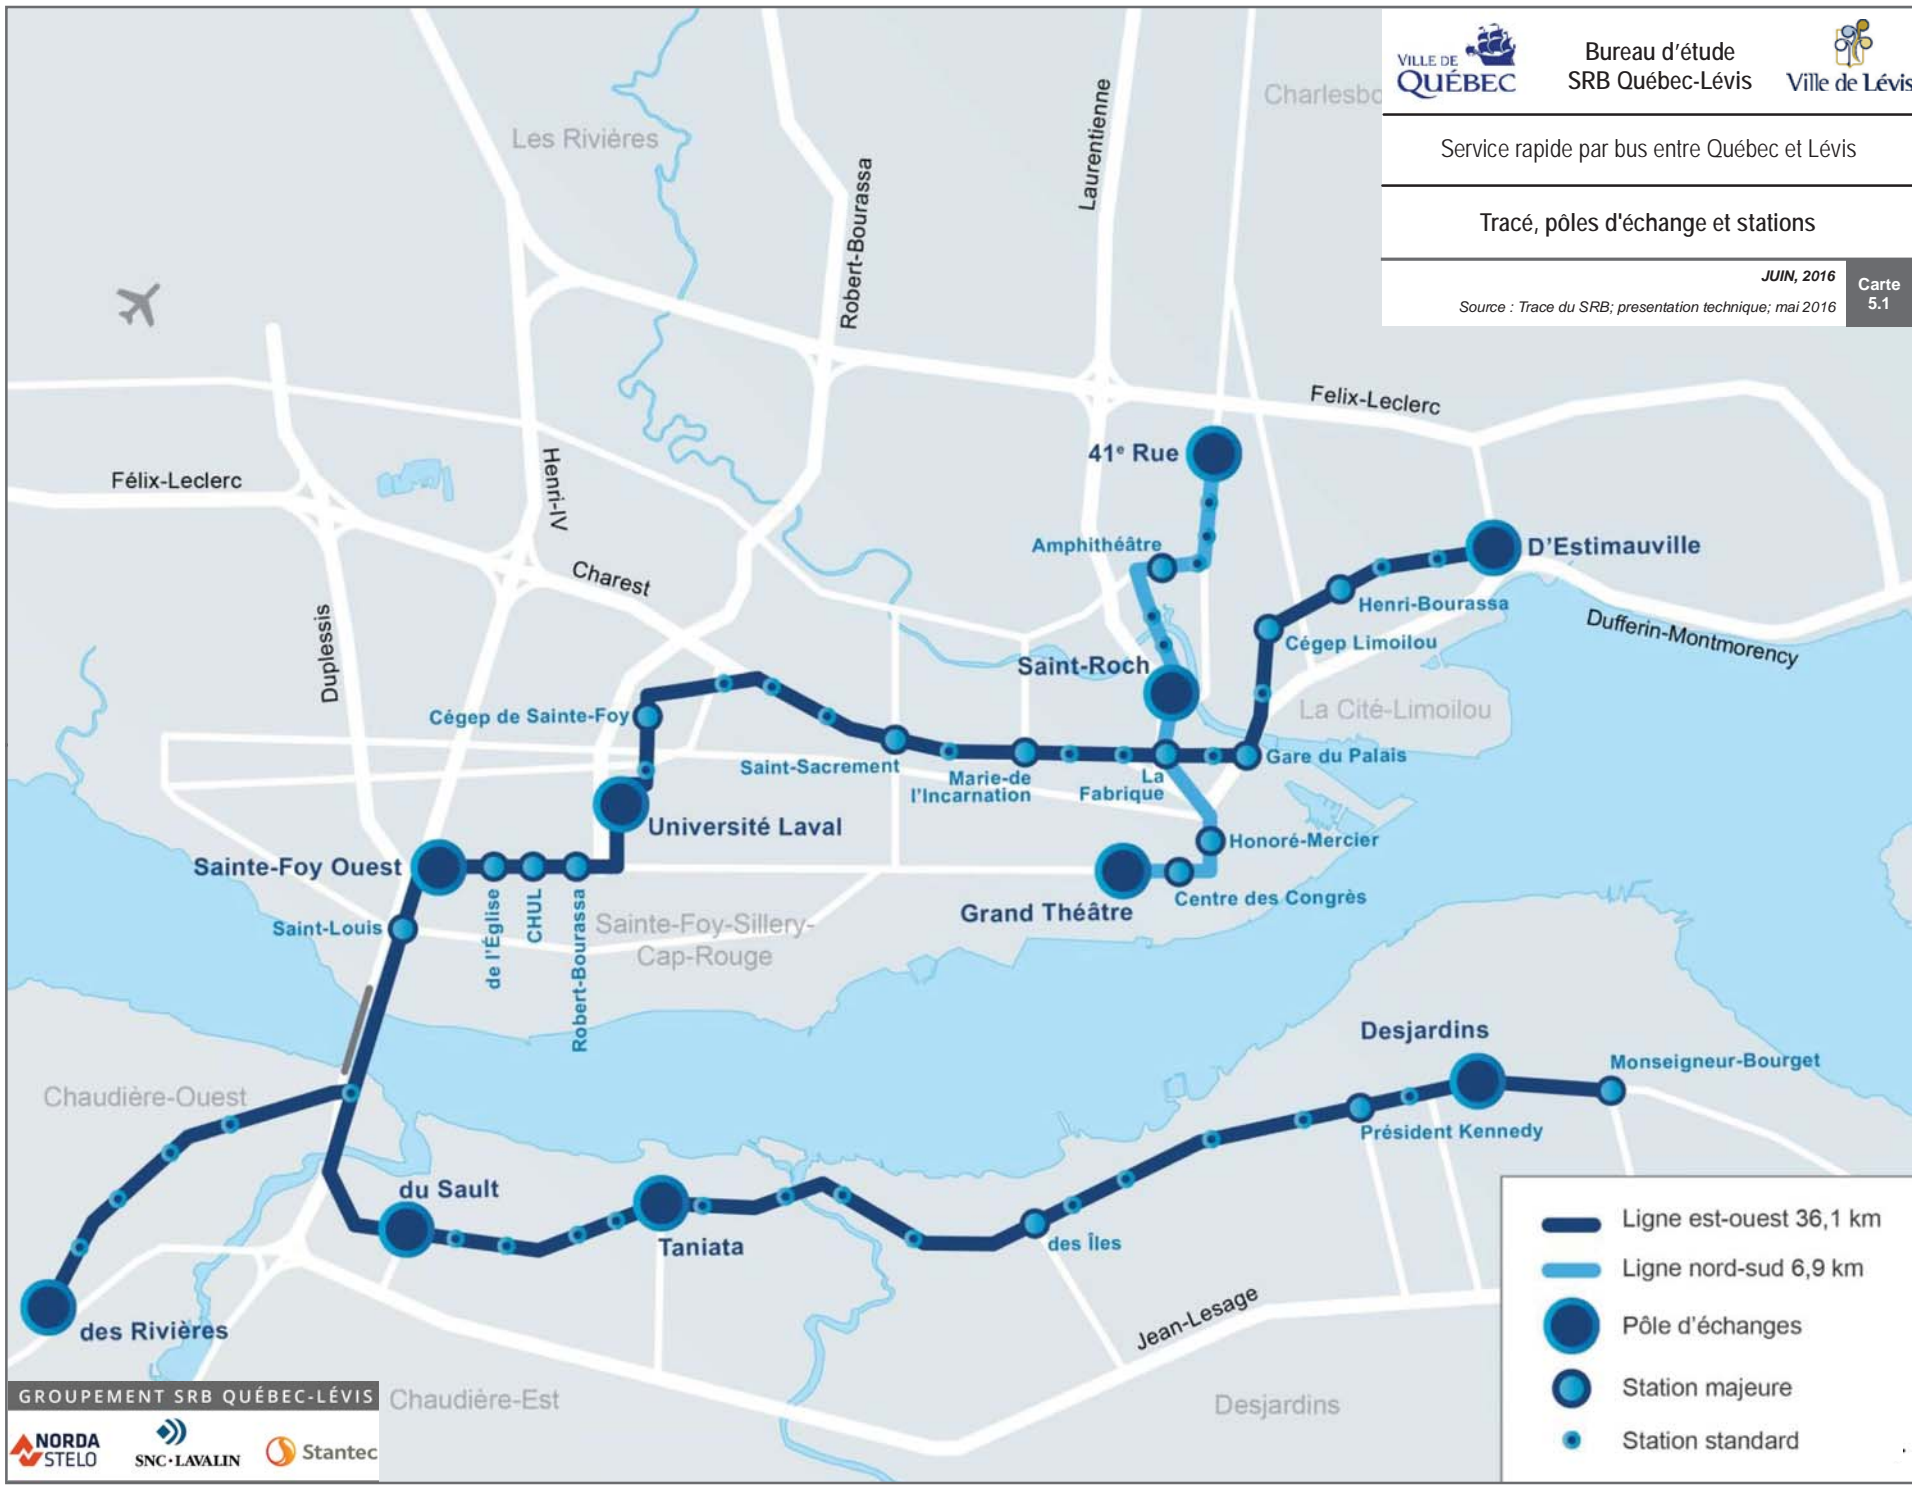 VILLE DE
QUÉBEC
Bureau d'étude
SRB Québec-Lévis
Ville de Lévis
Service rapide par bus entre Québec et Lévis
Tracé, pôles d'échange et stations
JUIN, 2016
Source : Trace du SRB; presentation technique; mai 2016
Carte
5.1
Charlesbo
Les Rivières
Laurentienne
Robert-Bourassa
Felix-Leclerc
41e Rue
Félix-Leclerc
Henri-IV
Charest
Duplessis
Amphithéâtre
D'Estimauville
Henri-Bourassa
Dufferin-Montmorency
Cégep Limoilou
Saint-Roch
La Cité-Limoilou
Cégep de Sainte-Foy
Gare du Palais
Saint-Sacrement
Marie-de
l'Incarnation
La
Fabrique
Université Laval
Honoré-Mercier
Sainte-Foy Ouest
Centre des Congrès
Grand Théâtre
Saint-Louis
de l'Église
CHUL
Robert-Bourassa
Sainte-Foy-Sillery-
Cap-Rouge
Desjardins
Monseigneur-Bourget
Chaudière-Ouest
Président Kennedy
du Sault
Taniata
des Îles
des Rivières
Jean-Lesage
Chaudière-Est
Desjardins
Ligne est-ouest 36,1 km
Ligne nord-sud 6,9 km
Pôle d'échanges
Station majeure
Station standard
GROUPEMENT SRB QUÉBEC-LÉVIS
NORDA
STELO
SNC·LAVALIN
Stantec